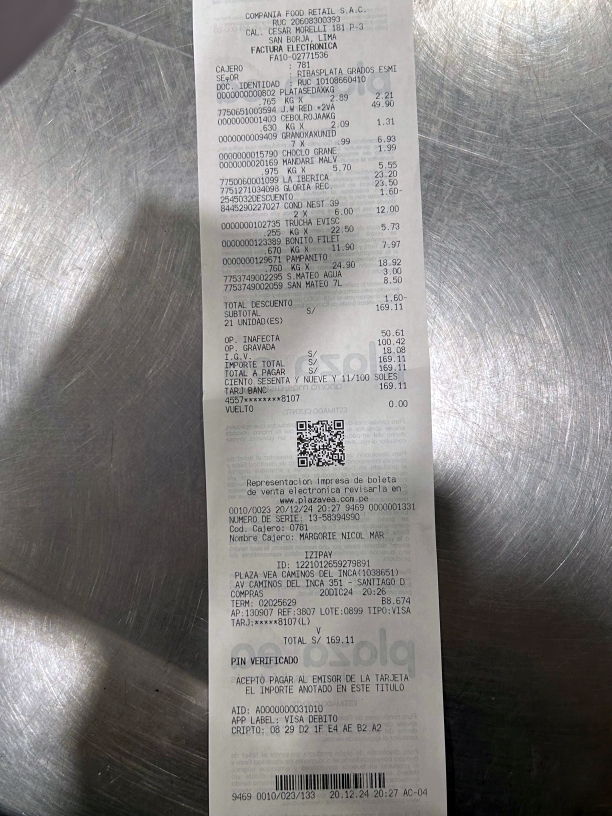 COMPANIA FOOD RETAIL S.A.C.
RUC 20608300393
CAL. CESAR MORELLI 181 P-3
SAN BORJA, LIMA
FACTURA ELECTRONICA
FA10-02771536
CAJERO : 781
SEÑOR : RIBASPLATA GRADOS ESMI
DOC. IDENTIDAD : RUC 10108660410
0000000000802 PLATASEDAXKG
.765 KG X 2.89 2.21
7750651003594 J.W RED *2VA 49.90
0000000001403 CEBOLROJAAKG
.630 KG X 2.09 1.31
0000000009409 GRANOXAXUNID
7 X .99 6.93
0000000015790 CHOCLO GRANE 1.99
0000000020169 MANDARI MALV
.975 KG X 5.70 5.55
7750060001099 LA IBERICA 23.20
7751271034098 GLORIA REC. 23.50
2545032DESCUENTO 1.60-
8445290227027 COND NEST 39
2 X 6.00 12.00
0000000102735 TRUCHA EVISC
.255 KG X 22.50 5.73
0000000123389 BONITO FILET
.670 KG X 11.90 7.97
0000000129671 PAMPANITO
.760 KG X 24.90 18.92
7753749002295 S.MATEO AGUA 3.00
7753749002059 SAN MATEO 7L 8.50
TOTAL DESCUENTO 1.60-
SUBTOTAL S/ 169.11
21 UNIDAD(ES)
OP. INAFECTA 50.61
OP. GRAVADA 100.42
I.G.V. S/ 18.08
IMPORTE TOTAL S/ 169.11
TOTAL A PAGAR S/ 169.11
CIENTO SESENTA Y NUEVE Y 11/100 SOLES
TARJ BANC 169.11
4557********8107
VUELTO 0.00
Representacion impresa de boleta
de venta electronica revisarla en
www.plazavea.com.pe
0010/0023 20/12/24 20:27 9469 0000001331
NUMERO DE SERIE: 13-58394990
Cod. Cajero: 0781
Nombre Cajero: MARGORIE NICOL MAR
IZIPAY
ID: 1221012659279891
PLAZA VEA CAMINOS DEL INCA(1038651)
AV CAMINOS DEL INCA 351 - SANTIAGO D
COMPRAS 20DIC24 20:26
TERM: 02025629 B8.674
AP:130907 REF:3807 LOTE:0899 TIPO:VISA
TARJ:*****8107(L)
V
TOTAL S/ 169.11
PIN VERIFICADO
ACEPTO PAGAR AL EMISOR DE LA TARJETA
EL IMPORTE ANOTADO EN ESTE TITULO
AID: A0000000031010
APP LABEL: VISA DEBITO
CRIPTO: 08 29 D2 1F E4 AE B2 A2
9469 0010/023/133 20.12.24 20:27 AC-04